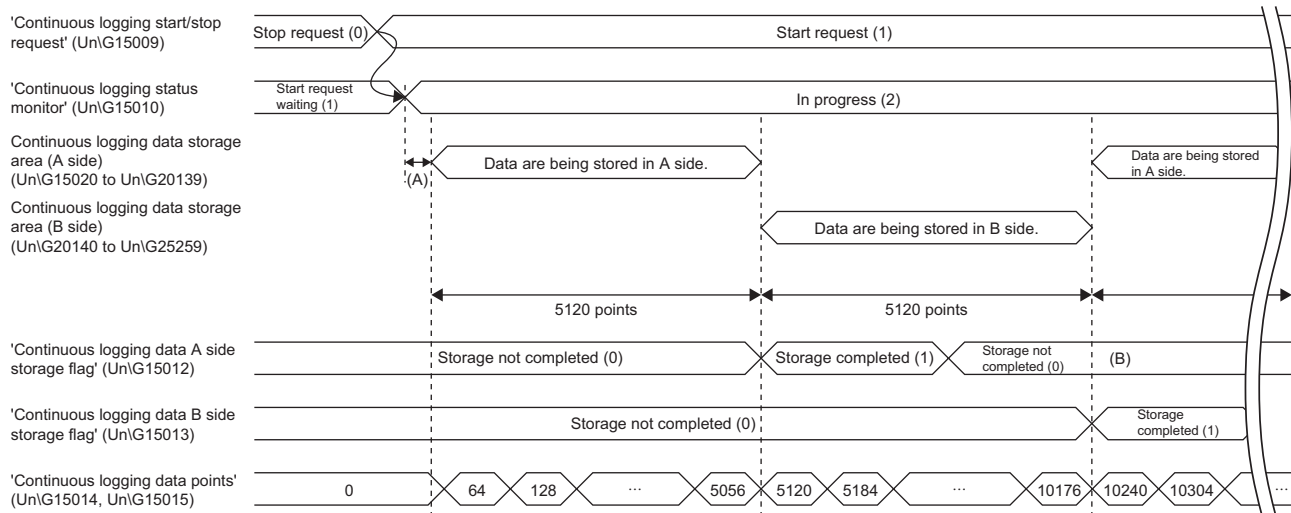 'Continuous logging start/stop
request' (Un\G15009)
Stop request (0)
Start request (1)
'Continuous logging status
monitor' (Un\G15010)
Start request
waiting (1)
In progress (2)
Continuous logging data storage
area (A side)
(Un\G15020 to Un\G20139)
(A)
Data are being stored in A side.
Data are being stored
in A side.
Continuous logging data storage
area (B side)
(Un\G20140 to Un\G25259)
Data are being stored in B side.
5120 points
5120 points
'Continuous logging data A side
storage flag' (Un\G15012)
Storage not completed (0)
Storage completed (1)
Storage not
completed (0)
(B)
'Continuous logging data B side
storage flag' (Un\G15013)
Storage not completed (0)
Storage
completed (1)
'Continuous logging data points'
(Un\G15014, Un\G15015)
0
64
128
...
5056
5120
5184
...
10176
10240
10304
...